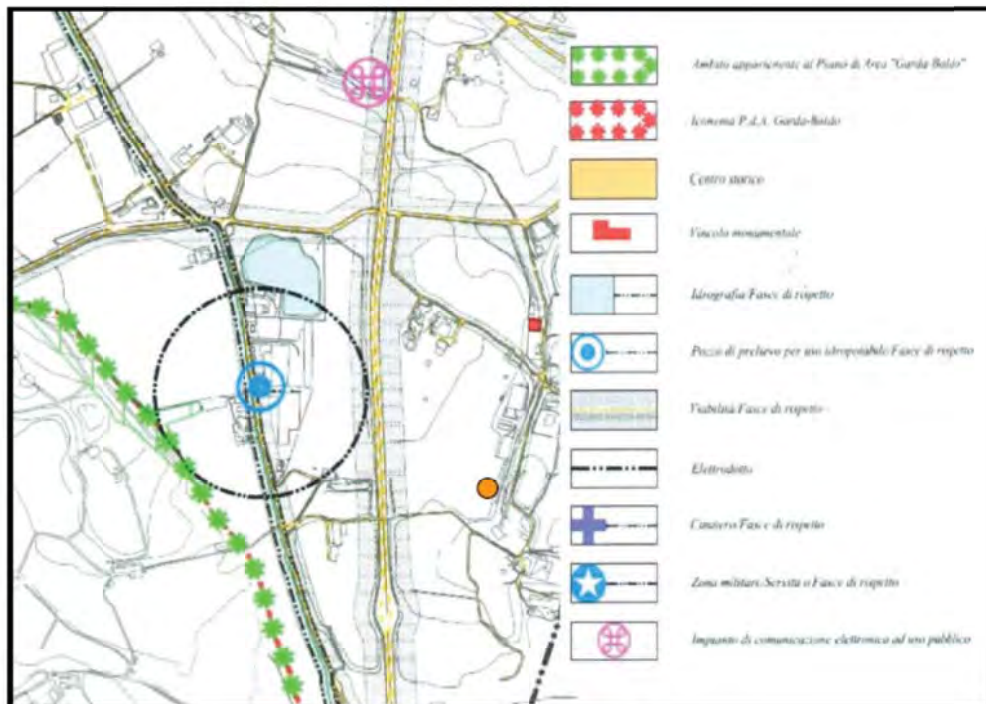 Ambito appartenente al Piano di Area "Garda-Baldo"
Iconema P.d.A. Garda-Baldo
Centro storico
Vincolo monumentale
Idrografia/Fasce di rispetto
Pozzo di prelievo per uso idropotabile/Fasce di rispetto
Viabilità/Fasce di rispetto
Elettrodotto
Cimitero/Fasce di rispetto
Zona militare/Servitù o Fasce di rispetto
Impianto di comunicazione elettronica ad uso pubblico